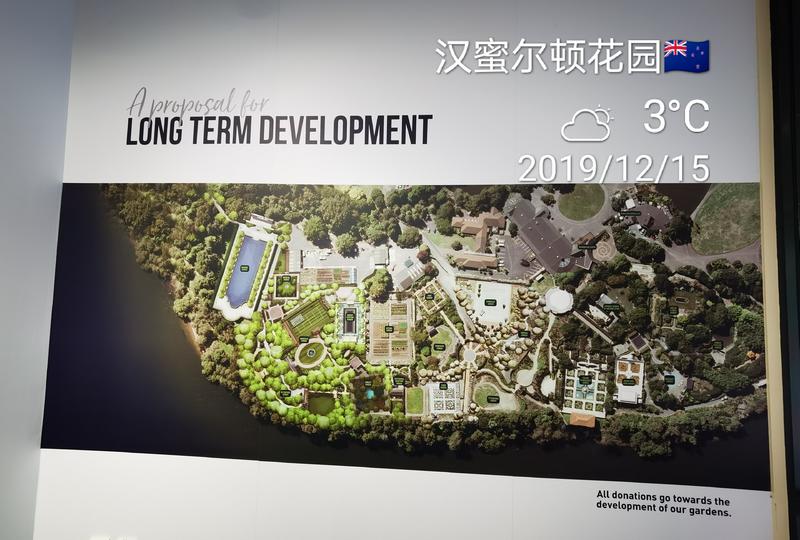 汉蜜尔顿花园🇳🇿
3°C
2019/12/15
A proposal for
LONG TERM DEVELOPMENT
All donations go towards the
development of our gardens.